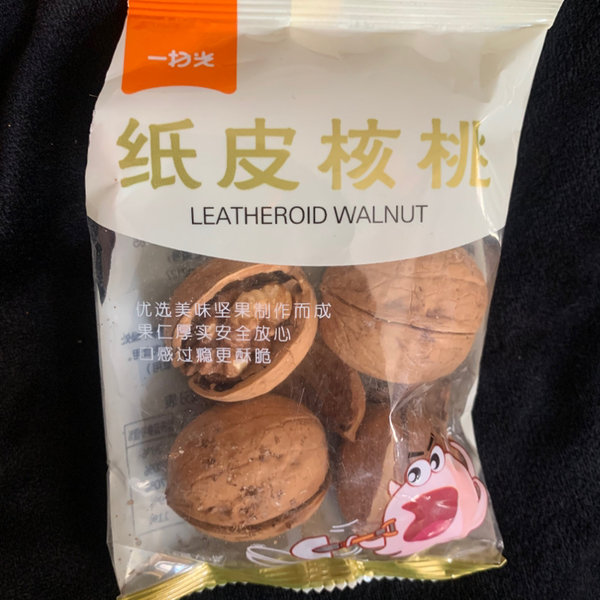 一扫光
纸皮核桃
LEATHEROID WALNUT
优选美味坚果制作而成
果仁厚实安全放心
口感过瘾更酥脆